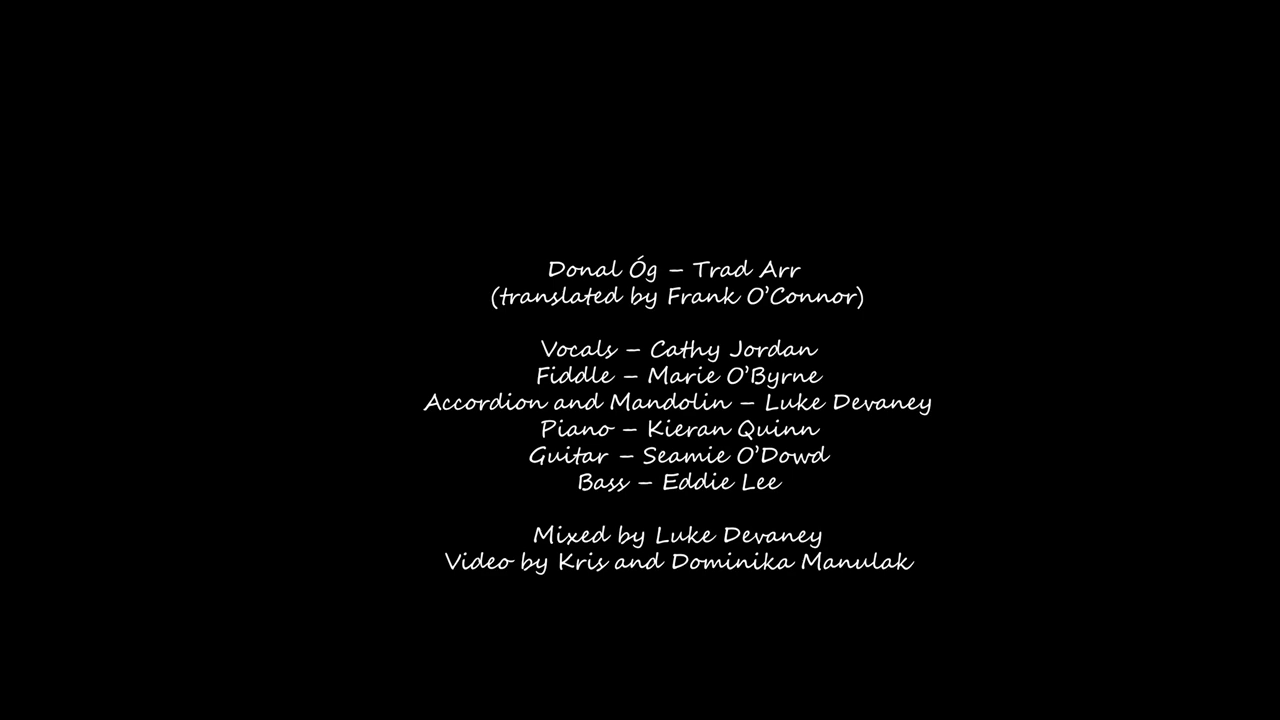 Donal Óg – Trad Arr
(translated by Frank O'Connor)
Vocals – Cathy Jordan
Fiddle – Marie O'Byrne
Accordion and Mandolin – Luke Devaney
Piano – Kieran Quinn
Guitar – Seamie O'Dowd
Bass – Eddie Lee
Mixed by Luke Devaney
Video by Kris and Dominika Manulak